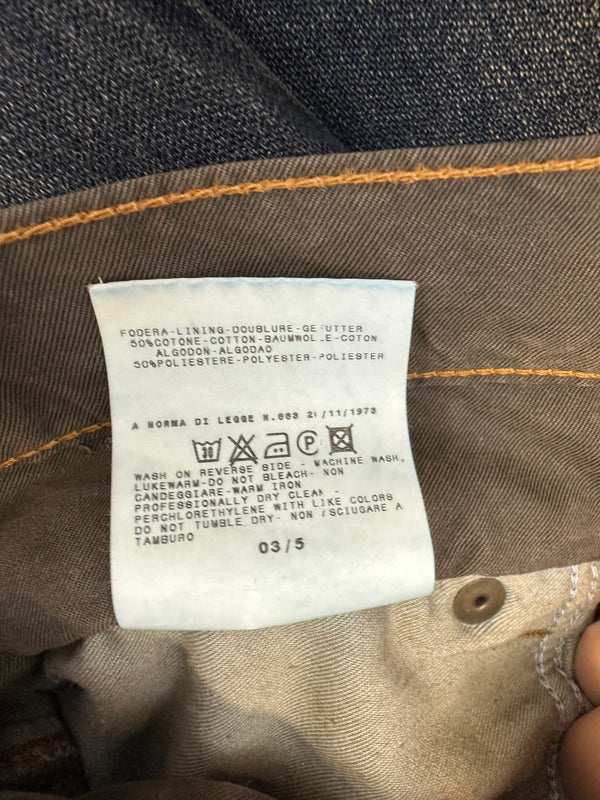 FODERA-LINING-DOUBLURE-GEFUTTER
50%COTONE-COTTON-BAUMWOLLE-COTON
ALGODON-ALGODAO
50%POLIESTERE-POLYESTER-POLIESTER
A NORMA DI LEGGE N.883 26/11/1973
30 P
WASH ON REVERSE SIDE - MACHINE WASH,
LUKEWARM-DO NOT BLEACH- NON
CANDEGGIARE-WARM IRON
PROFESSIONALLY DRY CLEAN -
PERCHLORETHYLENE WITH LIKE COLORS
DO NOT TUMBLE DRY- NON ASCIUGARE A
TAMBURO
03/5